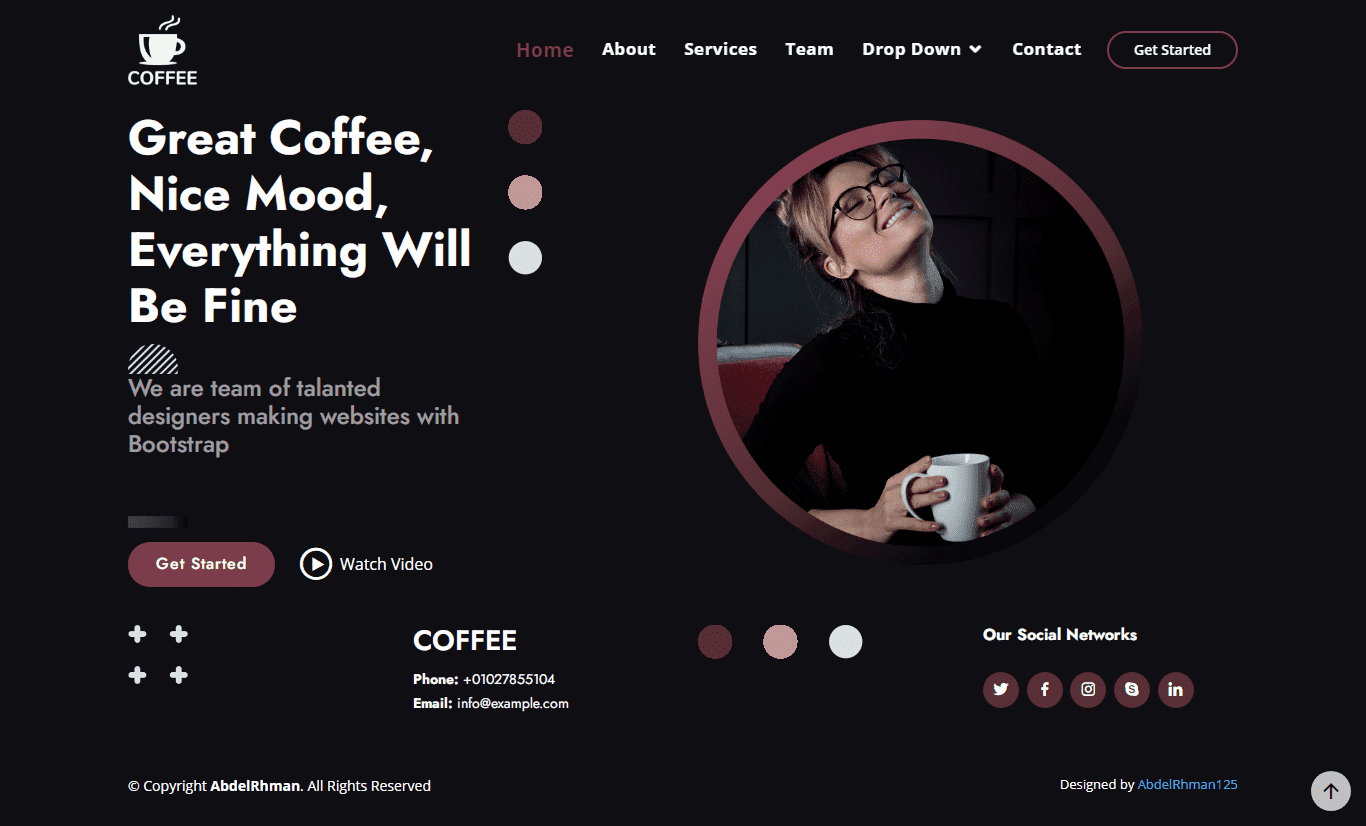 COFFEE
Home About Services Team Drop Down Contact Get Started
Great Coffee,
Nice Mood,
Everything Will
Be Fine
We are team of talanted
designers making websites with
Bootstrap
Get Started Watch Video
COFFEE
Phone: +01027855104
Email: info@example.com
Our Social Networks
© Copyright AbdelRhman. All Rights Reserved
Designed by AbdelRhman125